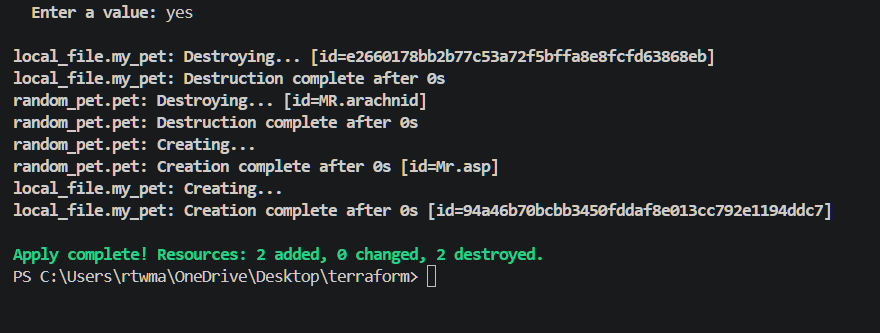 Enter a value: yes
local_file.my_pet: Destroying... [id=e2660178bb2b77c53a72f5bffa8e8fcfd63868eb]
local_file.my_pet: Destruction complete after 0s
random_pet.pet: Destroying... [id=MR.arachnid]
random_pet.pet: Destruction complete after 0s
random_pet.pet: Creating...
random_pet.pet: Creation complete after 0s [id=Mr.asp]
local_file.my_pet: Creating...
local_file.my_pet: Creation complete after 0s [id=94a46b70bcbb3450fddaf8e013cc792e1194ddc7]
Apply complete! Resources: 2 added, 0 changed, 2 destroyed.
PS C:\Users\rtwma\OneDrive\Desktop\terraform>